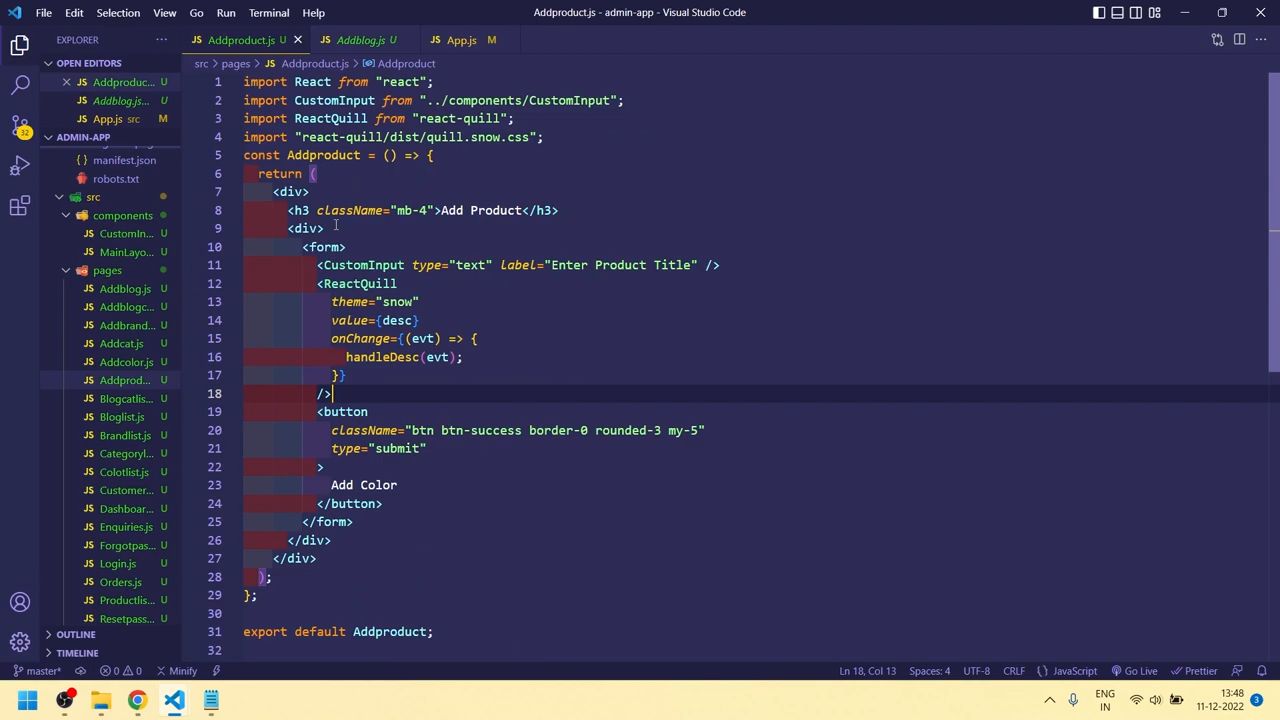 File Edit Selection View Go Run Terminal Help
Addproduct.js - admin-app - Visual Studio Code
EXPLORER
Addproduct.js U
Addblog.js U
App.js M
OPEN EDITORS
Addproduc... U
Addblog.js... U
App.js src M
ADMIN-APP
manifest.json
robots.txt
src
components
CustomIn... U
MainLayo... U
pages
Addblog.js U
Addblogc... U
Addbrand... U
Addcat.js U
Addcolor.js U
Addprod... U
Blogcatlis... U
Bloglist.js U
Brandlist.js U
Categoryl... U
Colotlist.js U
Customer... U
Dashboar... U
Enquiries.js U
Forgotpas... U
Login.js U
Orders.js U
Productlis... U
Resetpass... U
OUTLINE
TIMELINE
src > pages > JS Addproduct.js > Addproduct
1 import React from "react";
2 import CustomInput from "../components/CustomInput";
3 import ReactQuill from "react-quill";
4 import "react-quill/dist/quill.snow.css";
5 const Addproduct = () => {
6 return (
7 <div>
8 <h3 className="mb-4">Add Product</h3>
9 <div>
10 <form>
11 <CustomInput type="text" label="Enter Product Title" />
12 <ReactQuill
13 theme="snow"
14 value={desc}
15 onChange={(evt) => {
16 handleDesc(evt);
17 }}
18 />
19 <button
20 className="btn btn-success border-0 rounded-3 my-5"
21 type="submit"
22 >
23 Add Color
24 </button>
25 </form>
26 </div>
27 </div>
28 );
29 };
30
31 export default Addproduct;
32
32
master* 0 0 Minify
Ln 18, Col 13 Spaces: 4 UTF-8 CRLF JavaScript Go Live Prettier
ENG
IN
13:48
11-12-2022
3